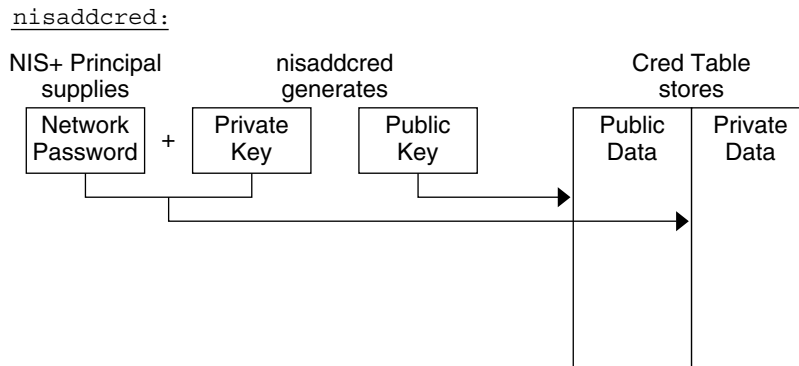 nisaddcred:
NIS+ Principal
supplies
nisaddcred
generates
Cred Table
stores
Network
Password
+
Private
Key
Public
Key
Public
Data
Private
Data